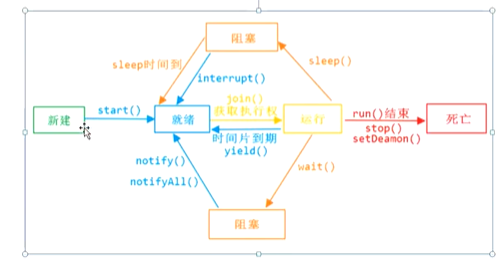 阻塞
sleep时间到
sleep()
interrupt()
join()
获取执行权
新建
start()
就绪
运行
run()结束
stop()
setDeamon()
死亡
时间片到期
yield()
notify()
notifyAll()
wait()
阻塞